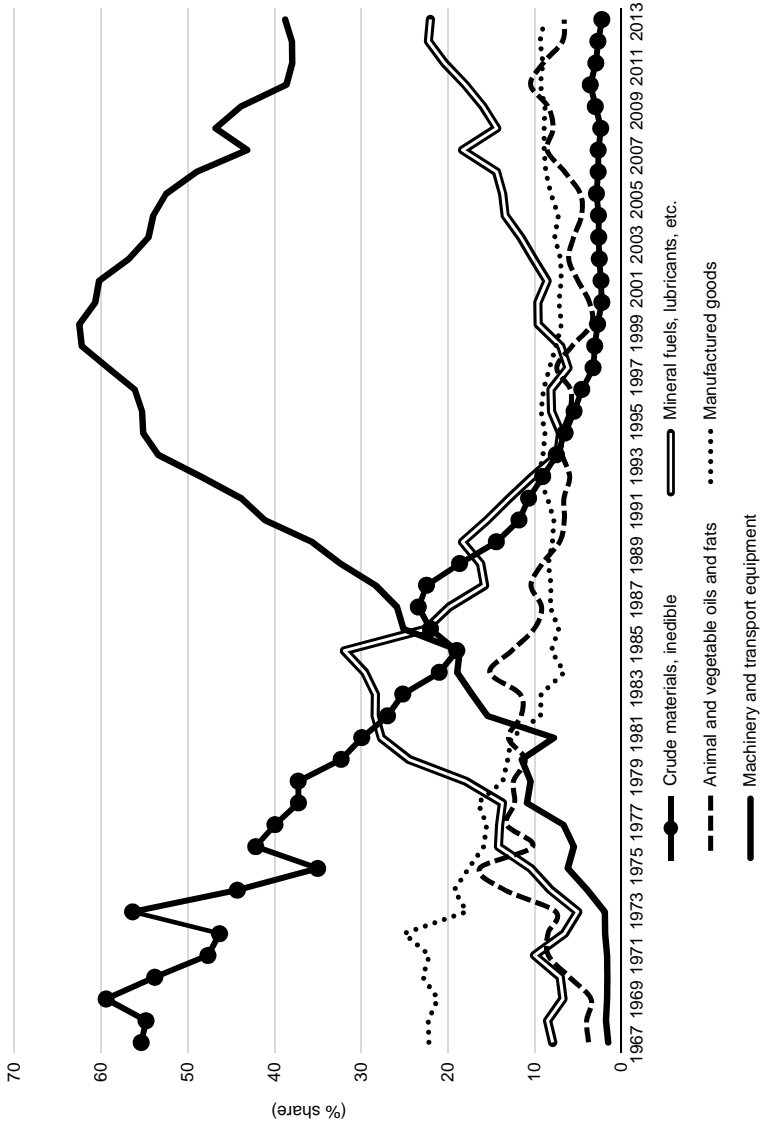 70
60
50
40
30
20
10
0
(% share)
1967 1969 1971 1973 1975 1977 1979 1981 1983 1985 1987 1989 1991 1993 1995 1997 1999 2001 2003 2005 2007 2009 2011 2013
Crude materials, inedible Mineral fuels, lubricants, etc.
Animal and vegetable oils and fats Manufactured goods
Machinery and transport equipment